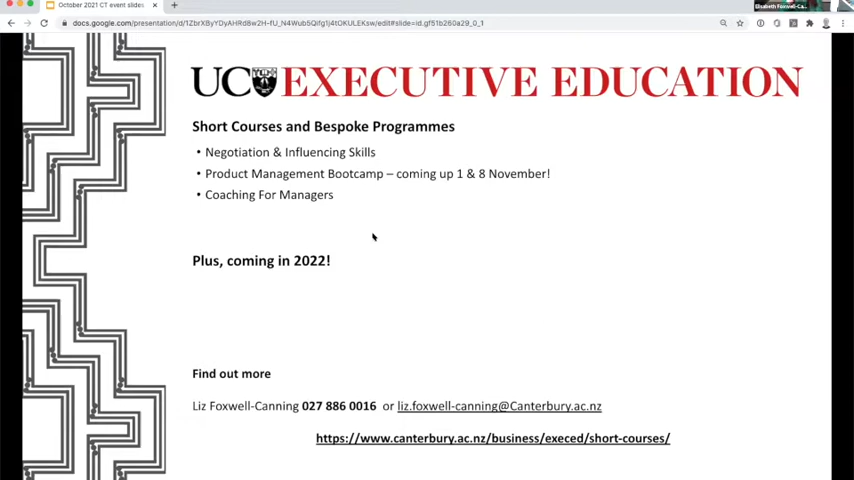 October 2021 CT event slides
docs.google.com/presentation/d/1ZbrXByYDyAHRd8w2H-fU_N4Wub5Qifg1j4tOKULEKsw/edit#slide=id.gf51b260a29_0_1
UC EXECUTIVE EDUCATION
Short Courses and Bespoke Programmes
• Negotiation & Influencing Skills
• Product Management Bootcamp – coming up 1 & 8 November!
• Coaching For Managers
Plus, coming in 2022!
Find out more
Liz Foxwell-Canning 027 886 0016 or liz.foxwell-canning@Canterbury.ac.nz
https://www.canterbury.ac.nz/business/execed/short-courses/